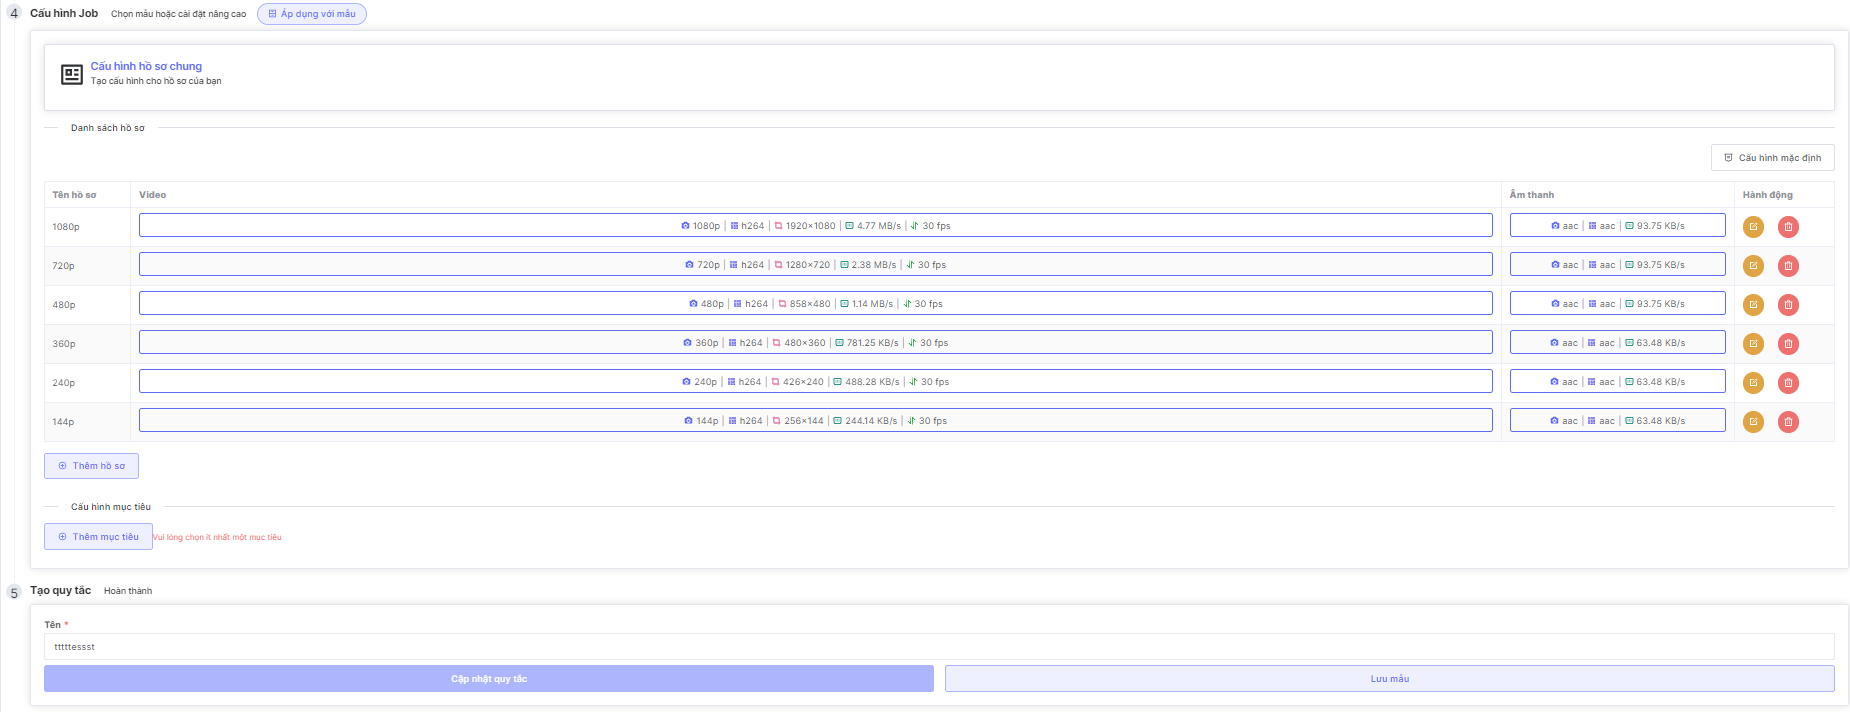 4 Cấu hình Job Chọn mẫu hoặc cài đặt nâng cao Áp dụng với mẫu
Cấu hình hồ sơ chung
Tạo cấu hình cho hồ sơ của bạn
Danh sách hồ sơ
Cấu hình mặc định
Tên hồ sơ Video Âm thanh Hành động
1080p 1080p | h264 | 1920×1080 | 4.77 MB/s | 30 fps aac | aac | 93.75 KB/s
720p 720p | h264 | 1280×720 | 2.38 MB/s | 30 fps aac | aac | 93.75 KB/s
480p 480p | h264 | 858×480 | 1.14 MB/s | 30 fps aac | aac | 93.75 KB/s
360p 360p | h264 | 480×360 | 781.25 KB/s | 30 fps aac | aac | 63.48 KB/s
240p 240p | h264 | 426×240 | 488.28 KB/s | 30 fps aac | aac | 63.48 KB/s
144p 144p | h264 | 256×144 | 244.14 KB/s | 30 fps aac | aac | 63.48 KB/s
Thêm hồ sơ
Cấu hình mục tiêu
Thêm mục tiêu Vui lòng chọn ít nhất một mục tiêu
5 Tạo quy tắc Hoàn thành
Tên *
tttttessst
Cập nhật quy tắc Lưu mẫu